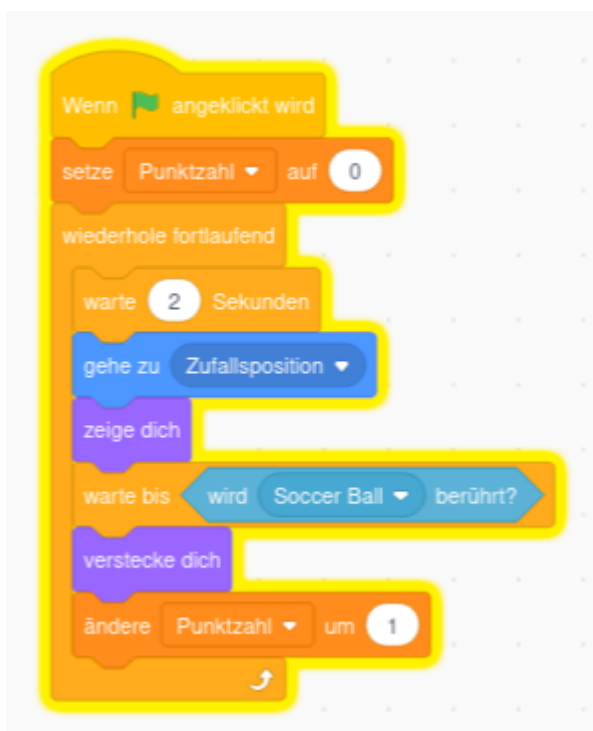 Wenn angeklickt wird
setze Punktzahl auf 0
wiederhole fortlaufend
warte 2 Sekunden
gehe zu Zufallsposition
zeige dich
warte bis wird Soccer Ball berührt?
verstecke dich
ändere Punktzahl um 1